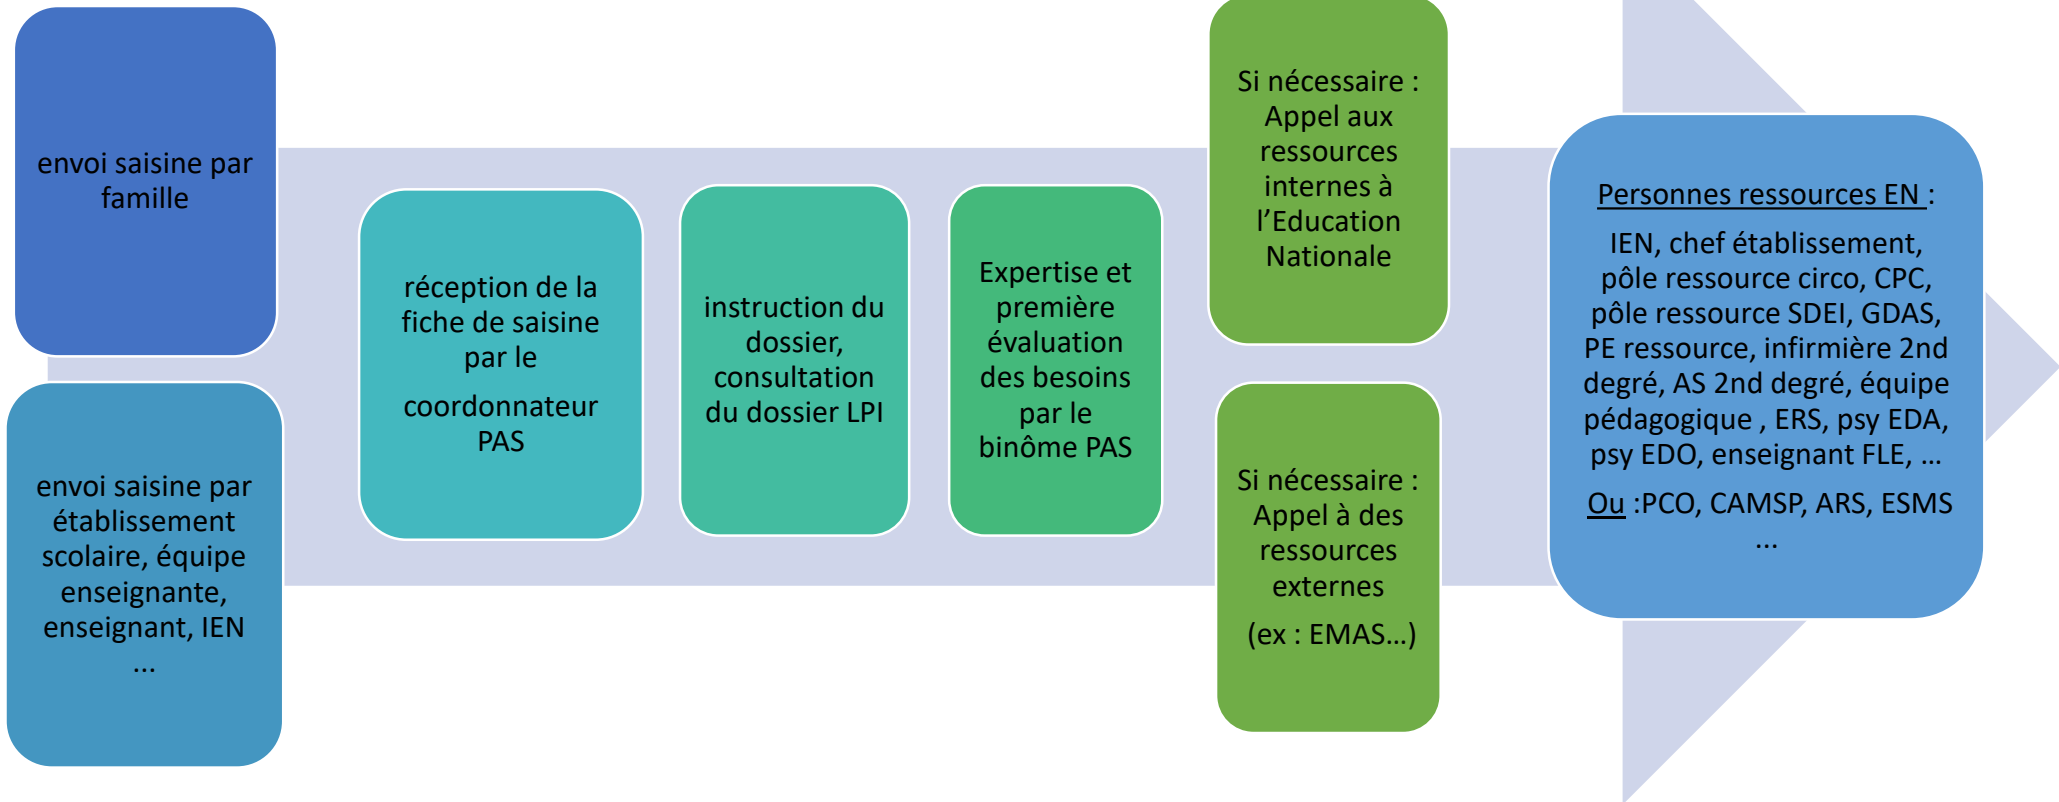 envoi saisine par
famille
envoi saisine par
établissement
scolaire, équipe
enseignante,
enseignant, IEN
...
réception de la
fiche de saisine
par le
coordonnateur
PAS
instruction du
dossier,
consultation
du dossier LPI
Expertise et
première
évaluation
des besoins
par le
binôme PAS
Si nécessaire :
Appel aux
ressources
internes à
l’Education
Nationale
Si nécessaire :
Appel à des
ressources
externes
(ex : EMAS…)
Personnes ressources EN :
IEN, chef établissement,
pôle ressource circo, CPC,
pôle ressource SDEI, GDAS,
PE ressource, infirmière 2nd
degré, AS 2nd degré, équipe
pédagogique , ERS, psy EDA,
psy EDO, enseignant FLE, …
Ou :PCO, CAMSP, ARS, ESMS
...